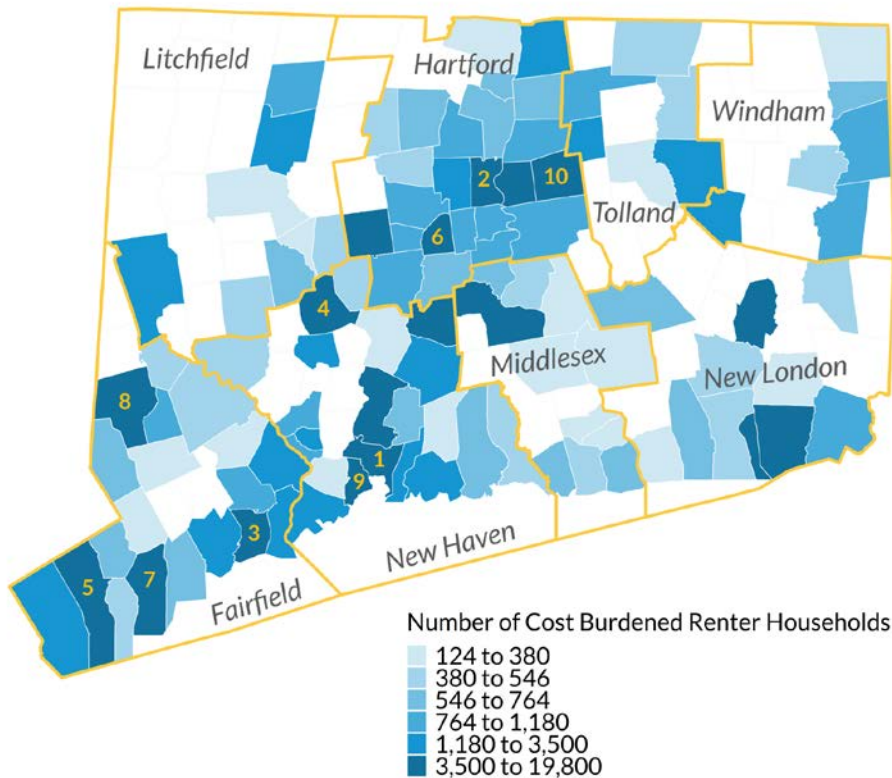 Litchfield
Hartford
Windham
2
10
Tolland
6
4
Middlesex
New London
8
1
9
3
New Haven
5
7
Fairfield
Number of Cost Burdened Renter Households
124 to 380
380 to 546
546 to 764
764 to 1,180
1,180 to 3,500
3,500 to 19,800